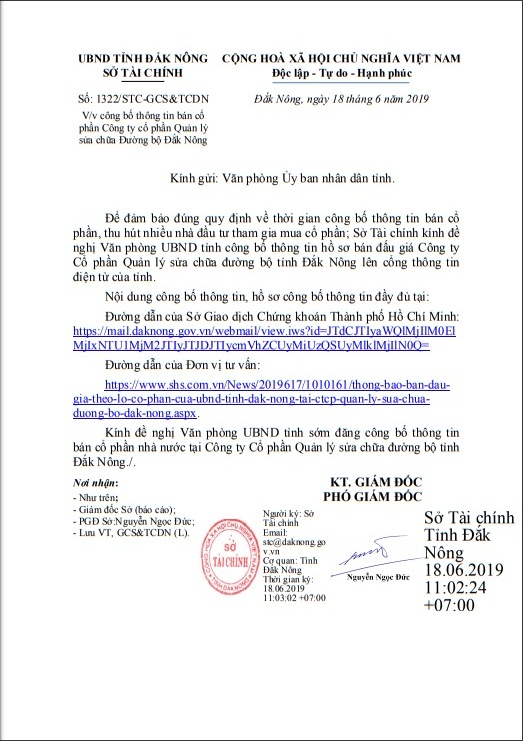 UBND TỈNH ĐẮK NÔNG
SỞ TÀI CHÍNH
CỘNG HOÀ XÃ HỘI CHỦ NGHĨA VIỆT NAM
Độc lập - Tự do - Hạnh phúc
Số: 1322/STC-GCS&TCDN
Đắk Nông, ngày 18 tháng 6 năm 2019
V/v công bố thông tin bán cổ
phần Công ty cổ phần Quản lý
sửa chữa Đường bộ Đắk Nông
Kính gửi: Văn phòng Ủy ban nhân dân tỉnh.
Để đảm bảo đúng quy định về thời gian công bố thông tin bán cổ
phần, thu hút nhiều nhà đầu tư tham gia mua cổ phần; Sở Tài chính kính đề
nghị Văn phòng UBND tỉnh công bố thông tin hồ sơ bán đấu giá Công ty
Cổ phần Quản lý sửa chữa đường bộ tỉnh Đắk Nông lên cổng thông tin
điện tử của tỉnh.
Nội dung công bố thông tin, hồ sơ công bố thông tin đầy đủ tại:
Đường dẫn của Sở Giao dịch Chứng khoán Thành phố Hồ Chí Minh:
https://mail.daknong.gov.vn/webmail/view.iws?id=JTdCJTIyaWQlMjIlM0El
MjIxNTU1MjM2JTIyJTJDJTIycmVhZCUyMiUzQSUyMlklMjIlN0Q=
Đường dẫn của Đơn vị tư vấn:
https://www.shs.com.vn/News/2019617/1010161/thong-bao-ban-dau-
gia-theo-lo-co-phan-cua-ubnd-tinh-dak-nong-tai-ctcp-quan-ly-sua-chua-
duong-bo-dak-nong.aspx.
Kính đề nghị Văn phòng UBND tỉnh sớm đăng công bố thông tin
bán cổ phần nhà nước tại Công ty Cổ phần Quản lý sửa chữa đường bộ tỉnh
Đắk Nông./.
Nơi nhận:
- Như trên;
- Giám đốc Sở (báo cáo);
- PGĐ Sở:Nguyễn Ngọc Đức;
- Lưu VT, GCS&TCDN (L).
KT. GIÁM ĐỐC
PHÓ GIÁM ĐỐC
CỘNG HOÀ XÃ HỘI CHỦ NGHĨA VIỆT NAM
SỞ
TÀI CHÍNH
TỈNH ĐẮK NÔNG
Người ký: Sở
Tài chính
Email:
stc@daknong.go
v.vn
Cơ quan: Tỉnh
Đắk Nông
Thời gian ký:
18.06.2019
11:03:02 +07:00
Nguyễn Ngọc Đức
Sở Tài chính
Tỉnh Đắk
Nông
18.06.2019
11:02:24
+07:00